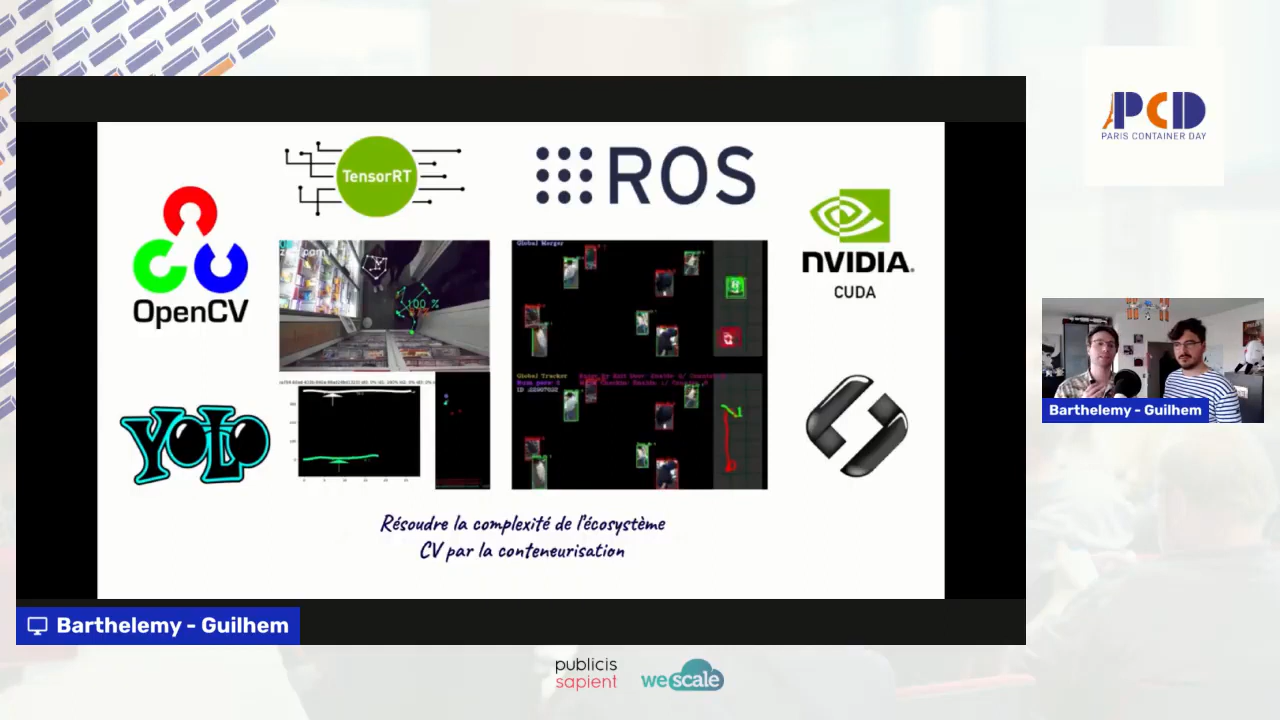 PCD
PARIS CONTAINER DAY
TensorRT
ROS
OpenCV
NVIDIA.
CUDA
100 %
Global Merger
Global Tracker
YOLO
Résoudre la complexité de l'écosystème
CV par la conteneurisation
Barthelemy - Guilhem
Barthelemy - Guilhem
publicis
sapient
wescale